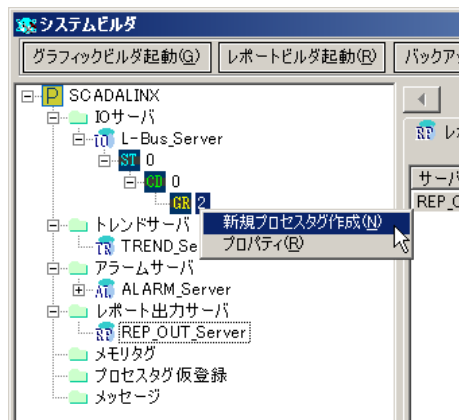 システムビルダ
グラフィックビルダ起動(G) レポートビルダ起動(R) バックア
P SCADALINX
IOサーバ
IO L-Bus_Server
ST 0
CD 0
GR 2
新規プロセスタグ作成(N)
プロパティ(R)
トレンドサーバ
TR TREND_Se
アラームサーバ
AL ALARM_Server
レポート出力サーバ
RP REP_OUT_Server
メモリタグ
プロセスタグ仮登録
メッセージ
RP レポ
サーバ
REP_O